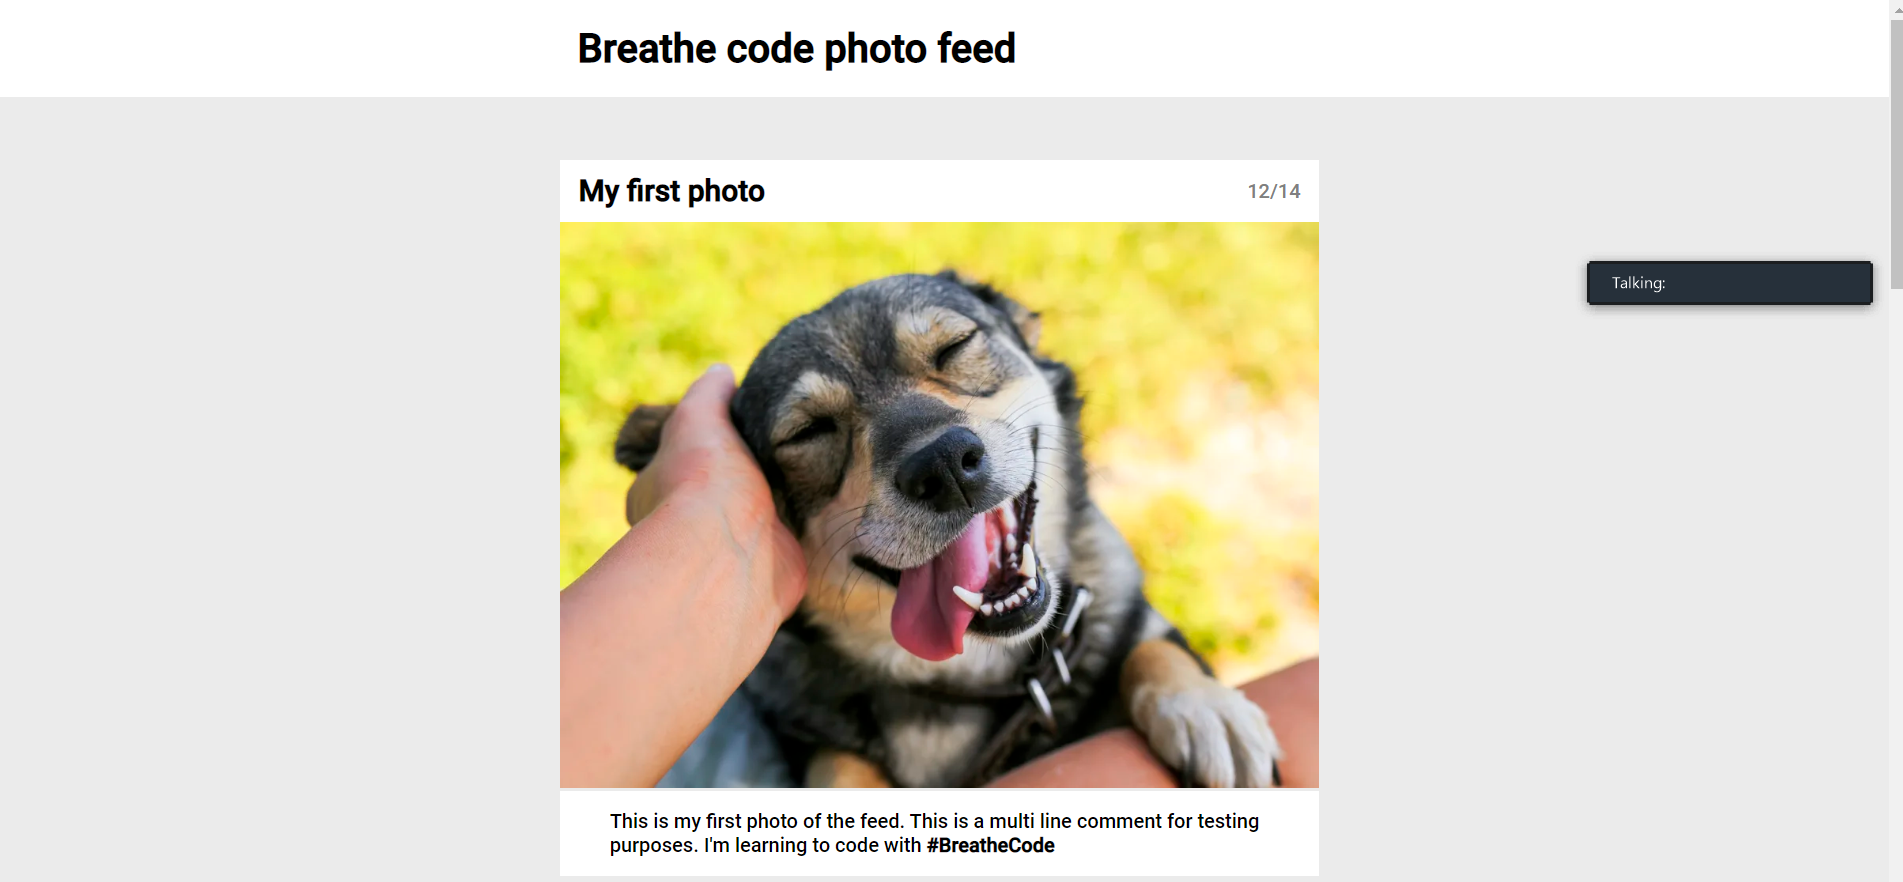 Breathe code photo feed
My first photo 12/14
Talking:
This is my first photo of the feed. This is a multi line comment for testing
purposes. I'm learning to code with #BreatheCode